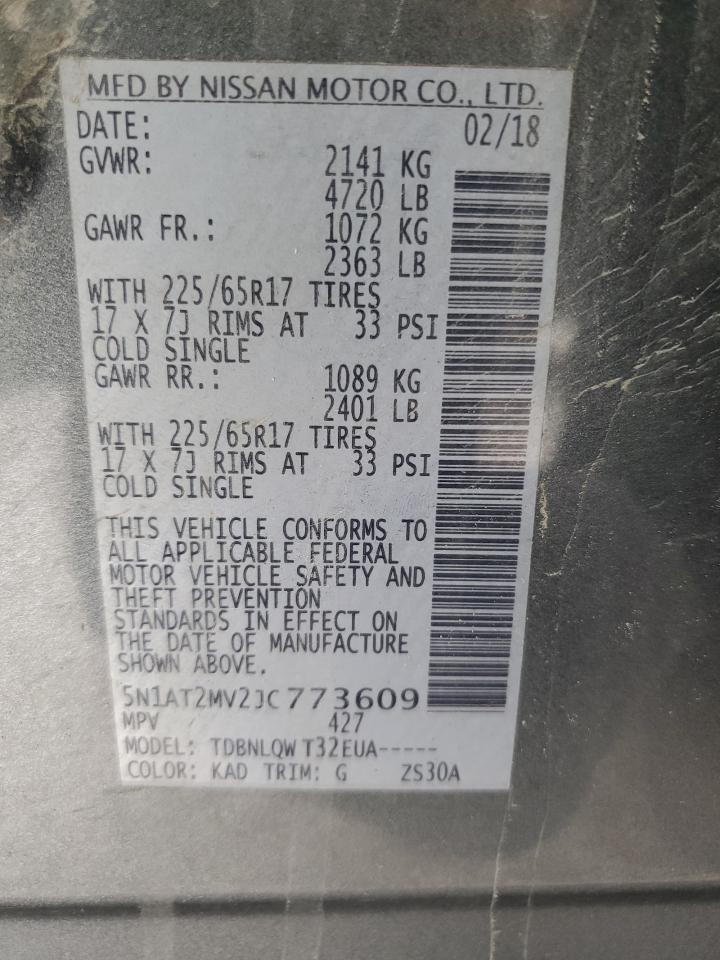 MFD BY NISSAN MOTOR CO., LTD.
DATE: 02/18
GVWR: 2141 KG
4720 LB
GAWR FR.: 1072 KG
2363 LB
WITH 225/65R17 TIRES
17 X 7J RIMS AT 33 PSI
COLD SINGLE
GAWR RR.: 1089 KG
2401 LB
WITH 225/65R17 TIRES
17 X 7J RIMS AT 33 PSI
COLD SINGLE
THIS VEHICLE CONFORMS TO
ALL APPLICABLE FEDERAL
MOTOR VEHICLE SAFETY AND
THEFT PREVENTION
STANDARDS IN EFFECT ON
THE DATE OF MANUFACTURE
SHOWN ABOVE.
5N1AT2MV2JC773609
MPV 427
MODEL: TDBNLQW T32EUA-----
COLOR: KAD TRIM: G ZS30A